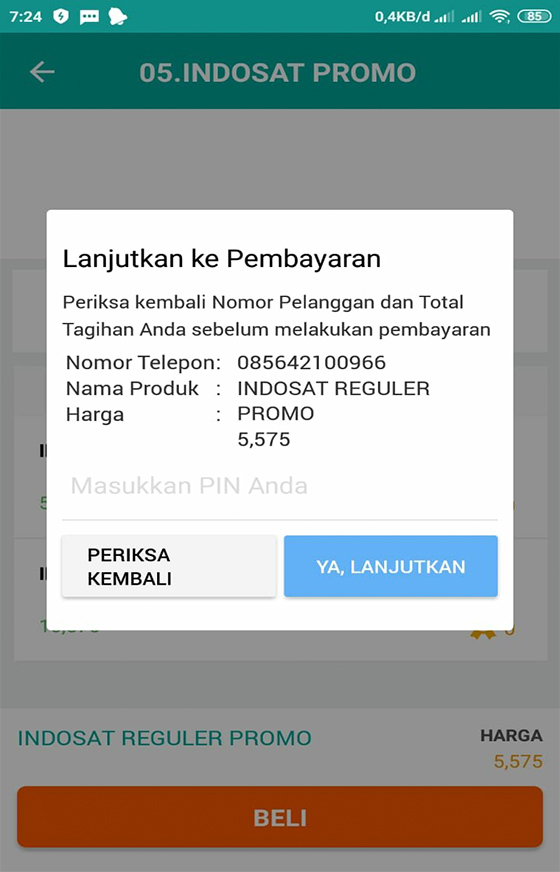 7:24
0,4KB/d
85
05.INDOSAT PROMO
Lanjutkan ke Pembayaran
Periksa kembali Nomor Pelanggan dan Total
Tagihan Anda sebelum melakukan pembayaran
Nomor Telepon: 085642100966
Nama Produk : INDOSAT REGULER
Harga : PROMO
5,575
Masukkan PIN Anda
PERIKSA
KEMBALI
YA, LANJUTKAN
INDOSAT REGULER PROMO
HARGA
5,575
BELI